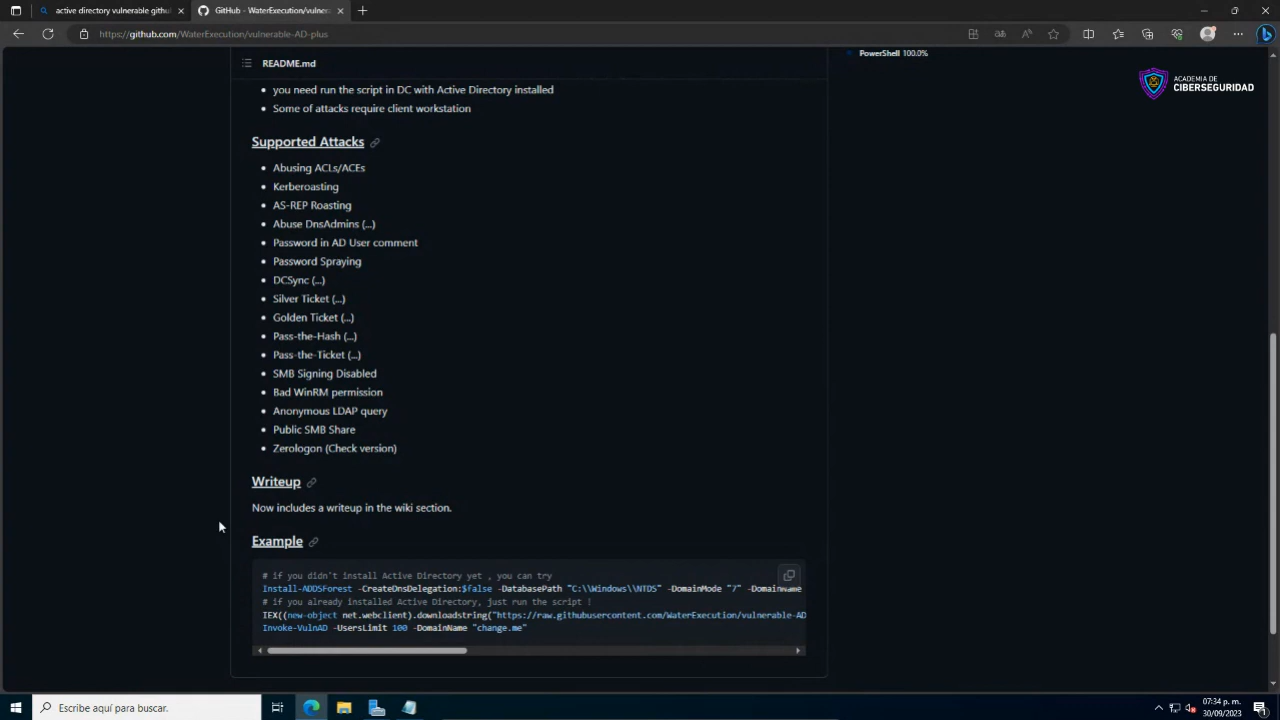 active directory vulnerable githu
GitHub - WaterExecution/vulnera
https://github.com/WaterExecution/vulnerable-AD-plus
README.md
PowerShell 100.0%
ACADEMIA DE
CIBERSEGURIDAD
you need run the script in DC with Active Directory installed
Some of attacks require client workstation
Supported Attacks
Abusing ACLs/ACEs
Kerberoasting
AS-REP Roasting
Abuse DnsAdmins (...)
Password in AD User comment
Password Spraying
DCSync (...)
Silver Ticket (...)
Golden Ticket (...)
Pass-the-Hash (...)
Pass-the-Ticket (...)
SMB Signing Disabled
Bad WinRM permission
Anonymous LDAP query
Public SMB Share
Zerologon (Check version)
Writeup
Now includes a writeup in the wiki section.
Example
# if you didn't install Active Directory yet , you can try
Install-ADDSForest -CreateDnsDelegation:$false -DatabasePath "C:\\Windows\\NTDS" -DomainMode "7" -DomainName
# if you already installed Active Directory, just run the script !
IEX((new-object net.webclient).downloadstring("https://raw.githubusercontent.com/WaterExecution/vulnerable-AD
Invoke-VulnAD -UsersLimit 100 -DomainName "change.me"
Escribe aquí para buscar.
07:34 p. m.
30/09/2023